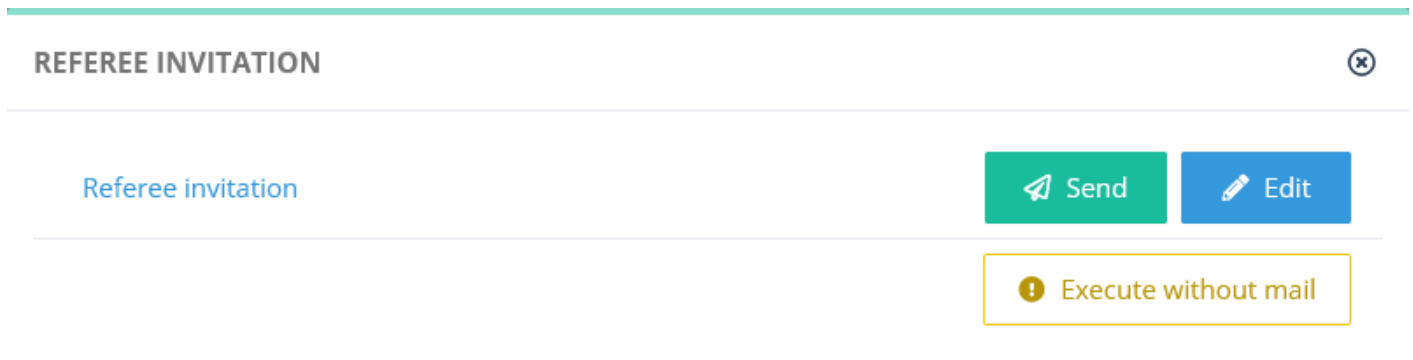 REFEREE INVITATION
Referee invitation Send Edit
Execute without mail